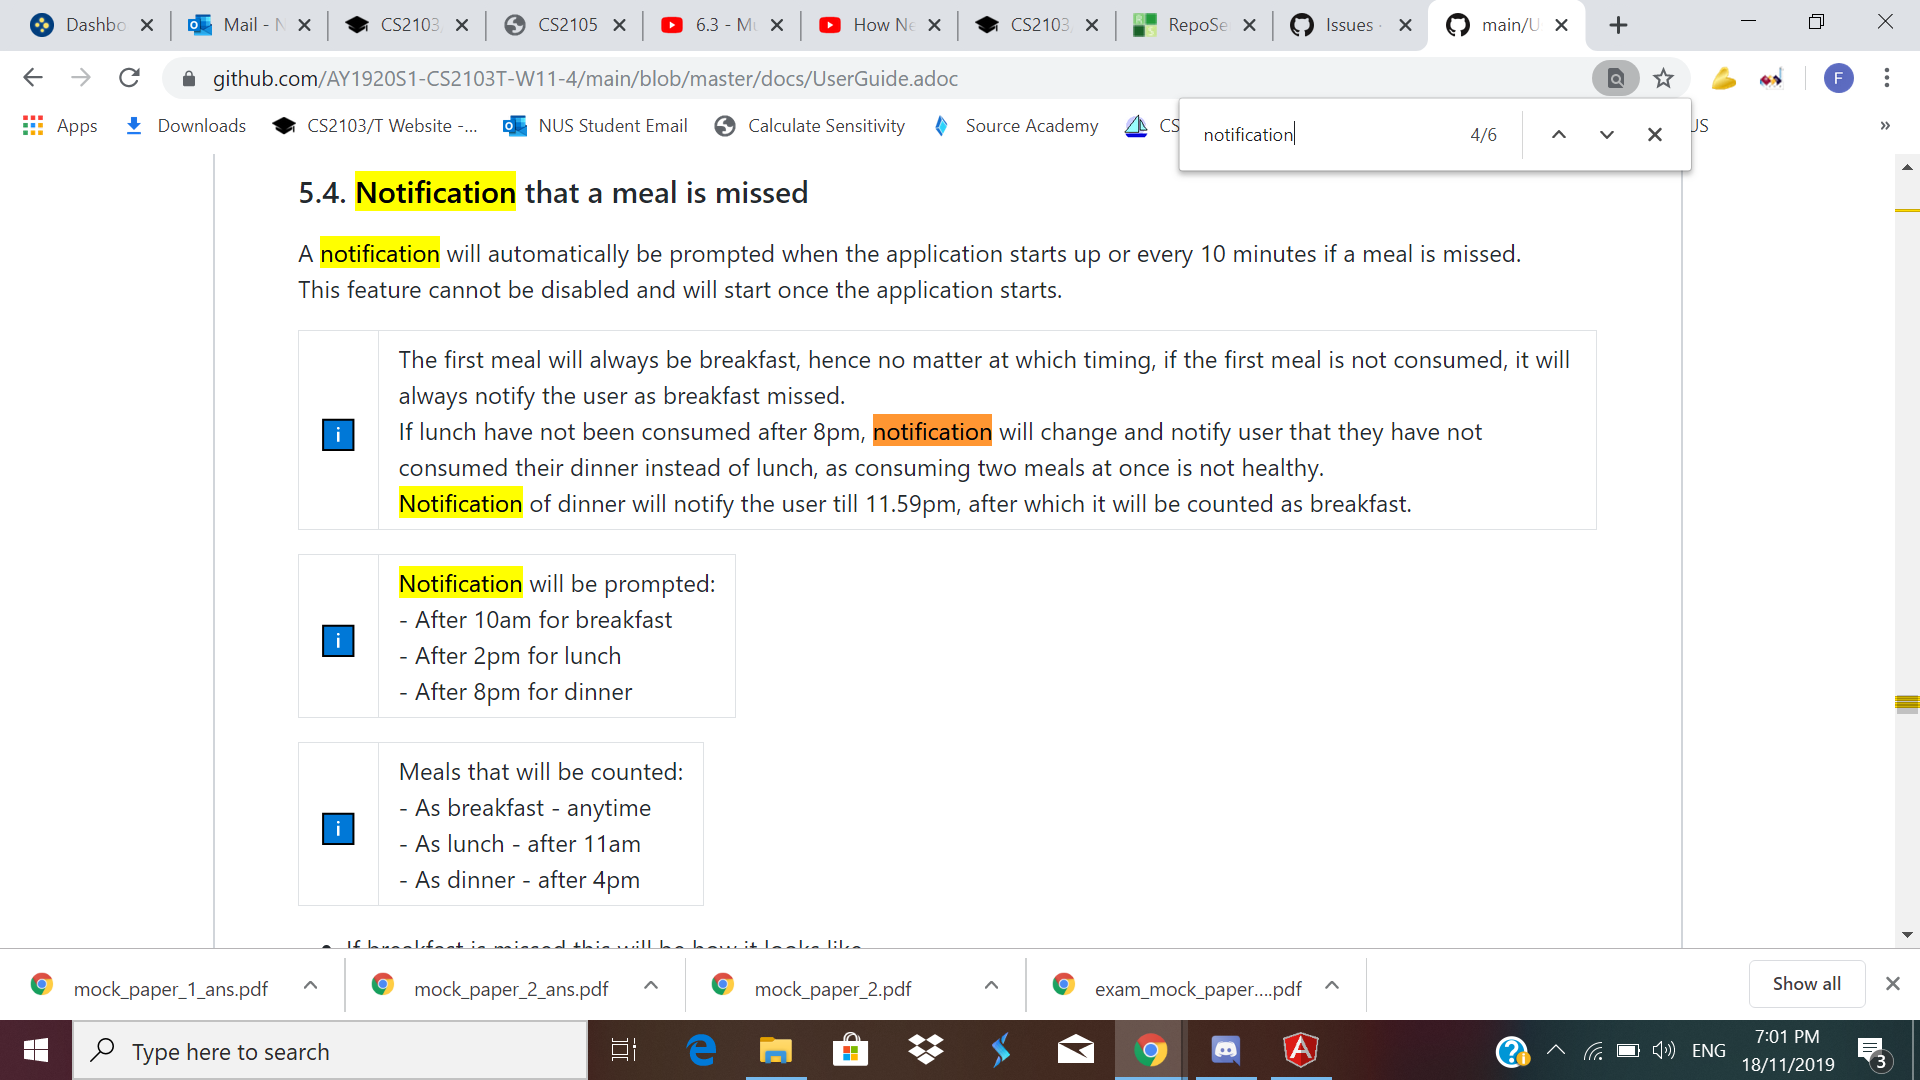 Dashbo
Mail - N
CS2103
CS2105
6.3 - Mu
How Ne
CS2103
RepoSe
Issues ·
main/U
github.com/AY1920S1-CS2103T-W11-4/main/blob/master/docs/UserGuide.adoc
F
Apps
Downloads
CS2103/T Website -...
NUS Student Email
Calculate Sensitivity
Source Academy
CS
US
»
notification
4/6
5.4. Notification that a meal is missed
A notification will automatically be prompted when the application starts up or every 10 minutes if a meal is missed.
This feature cannot be disabled and will start once the application starts.
i
The first meal will always be breakfast, hence no matter at which timing, if the first meal is not consumed, it will
always notify the user as breakfast missed.
If lunch have not been consumed after 8pm, notification will change and notify user that they have not
consumed their dinner instead of lunch, as consuming two meals at once is not healthy.
Notification of dinner will notify the user till 11.59pm, after which it will be counted as breakfast.
i
Notification will be prompted:
- After 10am for breakfast
- After 2pm for lunch
- After 8pm for dinner
i
Meals that will be counted:
- As breakfast - anytime
- As lunch - after 11am
- As dinner - after 4pm
• If breakfast is missed this will be how it looks like
mock_paper_1_ans.pdf
mock_paper_2_ans.pdf
mock_paper_2.pdf
exam_mock_paper....pdf
Show all
Type here to search
ENG
7:01 PM
18/11/2019
3